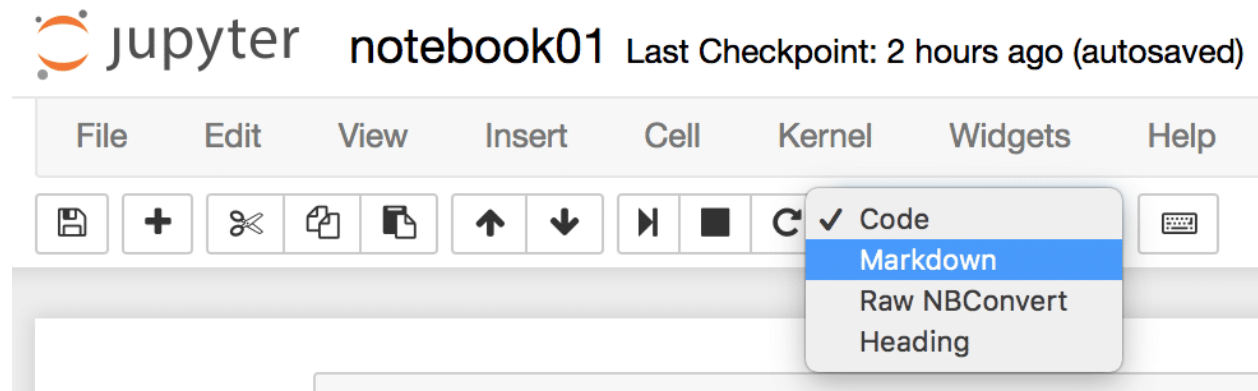 jupyter notebook01 Last Checkpoint: 2 hours ago (autosaved)
File Edit View Insert Cell Kernel Widgets Help
✓ Code
Markdown
Raw NBConvert
Heading